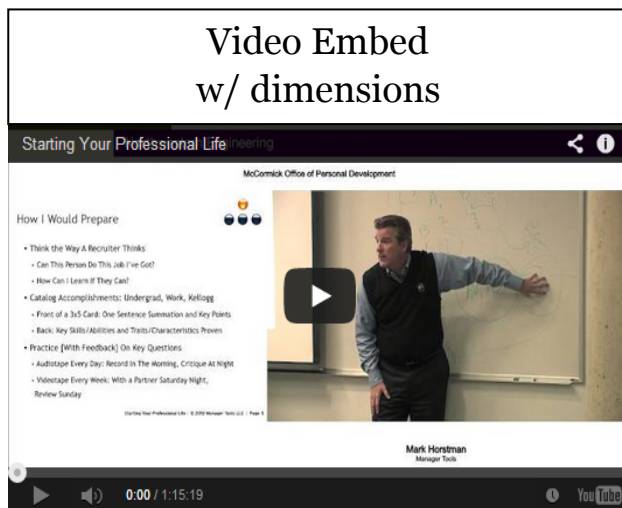 Video Embed
w/ dimensions
Starting Your Professional Life
McCormick Office of Personal Development
How I Would Prepare
• Think the Way A Recruiter Thinks
• Can This Person Do This Job I've Got?
• How Can I Learn If They Can?
• Catalog Accomplishments: Undergrad, Work, Kellogg
• Front of a 3x5 Card: One Sentence Summation and Key Points
• Back: Key Skills/Abilities and Traits/Characteristics Proven
• Practice [With Feedback] On Key Questions
• Audiotape Every Day: Record In The Morning, Critique At Night
• Videotape Every Week: With a Partner Saturday Night,
Review Sunday
Mark Horstman
Manager Tools
0:00 / 1:15:19
YouTube